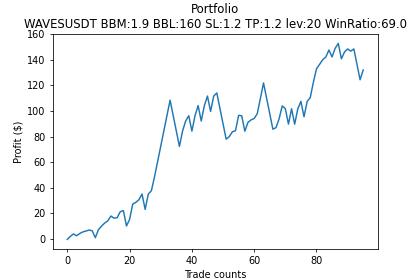 Portfolio
WAVESUSDT BBM:1.9 BBL:160 SL:1.2 TP:1.2 lev:20 WinRatio:69.0
160
140
120
100
80
60
40
20
0
Profit ($)
0 20 40 60 80
Trade counts